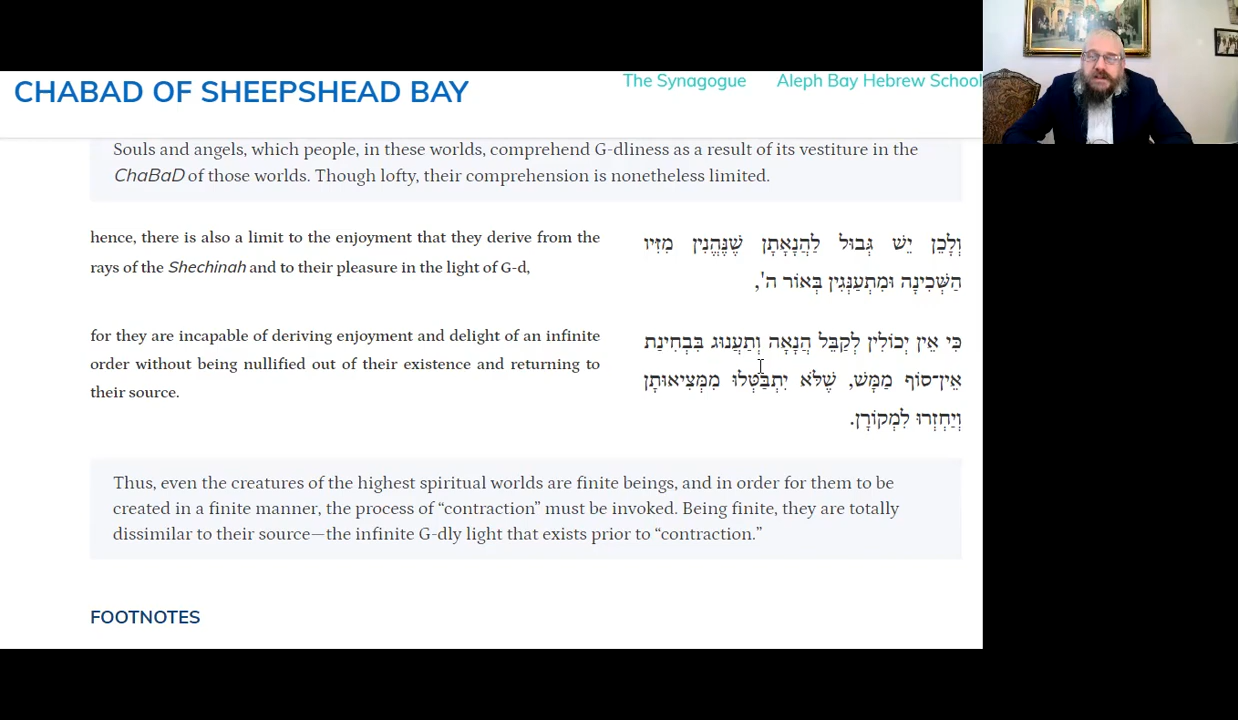 CHABAD OF SHEEPSHEAD BAY
The Synagogue
Aleph Bay Hebrew School
Souls and angels, which people, in these worlds, comprehend G-dliness as a result of its vestiture in the
ChaBaD of those worlds. Though lofty, their comprehension is nonetheless limited.
hence, there is also a limit to the enjoyment that they derive from the
rays of the Shechinah and to their pleasure in the light of G-d,
וְלָכֵן יֵשׁ גְּבוּל לַהֲנָאָתָן שֶׁנֶּהֱנִין מִזִּיו
הַשְּׁכִינָה וּמִתְעַנְּגִין בְּאוֹר ה',
for they are incapable of deriving enjoyment and delight of an infinite
order without being nullified out of their existence and returning to
their source.
כִּי אֵין יְכוֹלִין לְקַבֵּל הֲנָאָה וְתַעֲנוּג בִּבְחִינַת
אֵין־סוֹף מַמָּשׁ, שֶׁלֹּא יִתְבַּטְּלוּ מִמְּצִיאוּתָן
וְיַחְזְרוּ לִמְקוֹרָן.
Thus, even the creatures of the highest spiritual worlds are finite beings, and in order for them to be
created in a finite manner, the process of “contraction” must be invoked. Being finite, they are totally
dissimilar to their source—the infinite G-dly light that exists prior to “contraction.”
FOOTNOTES